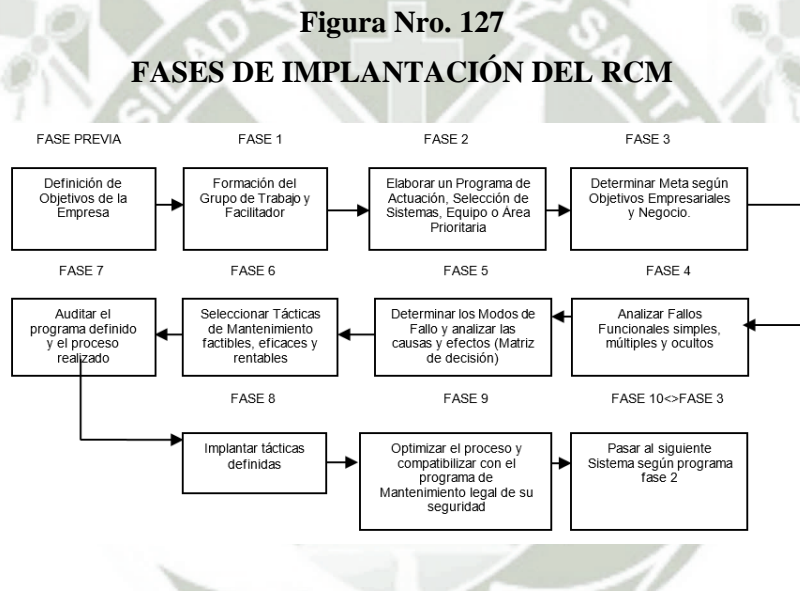 Figura Nro. 127
FASES DE IMPLANTACIÓN DEL RCM
FASE PREVIA
FASE 1
FASE 2
FASE 3
Definición de
Objetivos de la
Empresa
Formación del
Grupo de Trabajo y
Facilitador
Elaborar un Programa de
Actuación, Selección de
Sistemas, Equipo o Área
Prioritaria
Determinar Meta según
Objetivos Empresariales
y Negocio.
FASE 7
FASE 6
FASE 5
FASE 4
Auditar el
programa definido
y el proceso
realizado
Seleccionar Tácticas
de Mantenimiento
factibles, eficaces y
rentables
Determinar los Modos de
Fallo y analizar las
causas y efectos (Matriz
de decisión)
Analizar Fallos
Funcionales simples,
múltiples y ocultos
FASE 8
FASE 9
FASE 10<>FASE 3
Implantar tácticas
definidas
Optimizar el proceso y
compatibilizar con el
programa de
Mantenimiento legal de su
seguridad
Pasar al siguiente
Sistema según programa
fase 2